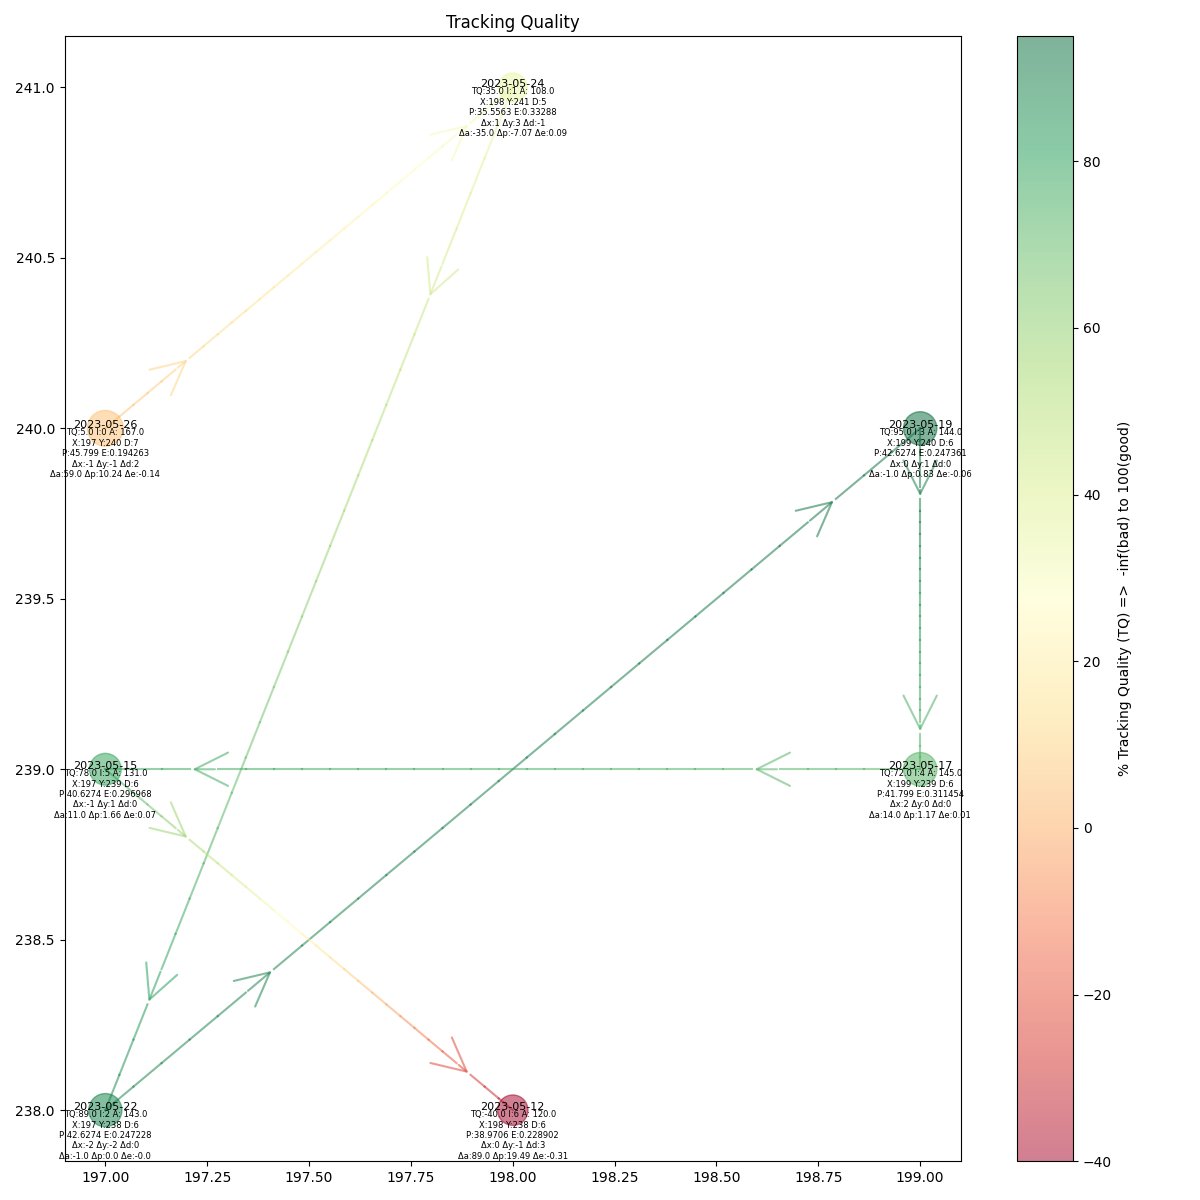 Tracking Quality
241.0
240.5
240.0
239.5
239.0
238.5
238.0
197.00
197.25
197.50
197.75
198.00
198.25
198.50
198.75
199.00
2023-05-24
TQ:35.0 I:1 A: 108.0
X:198 Y:241 D:5
P:35.5563 E:0.33288
Δx:1 Δy:3 Δd:-1
Δa:-35.0 Δp:-7.07 Δe:0.09
2023-05-26
TQ:5.0 I:0 A: 167.0
X:197 Y:240 D:7
P:45.799 E:0.194263
Δx:-1 Δy:-1 Δd:2
Δa:59.0 Δp:10.24 Δe:-0.14
2023-05-19
TQ:95.0 I:3 A: 144.0
X:199 Y:240 D:6
P:42.6274 E:0.247361
Δx:0 Δy:1 Δd:0
Δa:-1.0 Δp:0.83 Δe:-0.06
2023-05-15
TQ:78.0 I:5 A: 131.0
X:197 Y:239 D:6
P:40.6274 E:0.296968
Δx:-1 Δy:1 Δd:0
Δa:11.0 Δp:1.66 Δe:0.07
2023-05-17
TQ:72.0 I:4 A: 145.0
X:199 Y:239 D:6
P:41.799 E:0.311454
Δx:2 Δy:0 Δd:0
Δa:14.0 Δp:1.17 Δe:0.01
2023-05-22
TQ:89.0 I:2 A: 143.0
X:197 Y:238 D:6
P:42.6274 E:0.247228
Δx:-2 Δy:-2 Δd:0
Δa:-1.0 Δp:0.0 Δe:-0.0
2023-05-12
TQ:-40.0 I:6 A: 120.0
X:198 Y:238 D:6
P:38.9706 E:0.228902
Δx:0 Δy:-1 Δd:3
Δa:89.0 Δp:19.49 Δe:-0.31
80
60
40
20
0
−20
−40
% Tracking Quality (TQ) => -inf(bad) to 100(good)